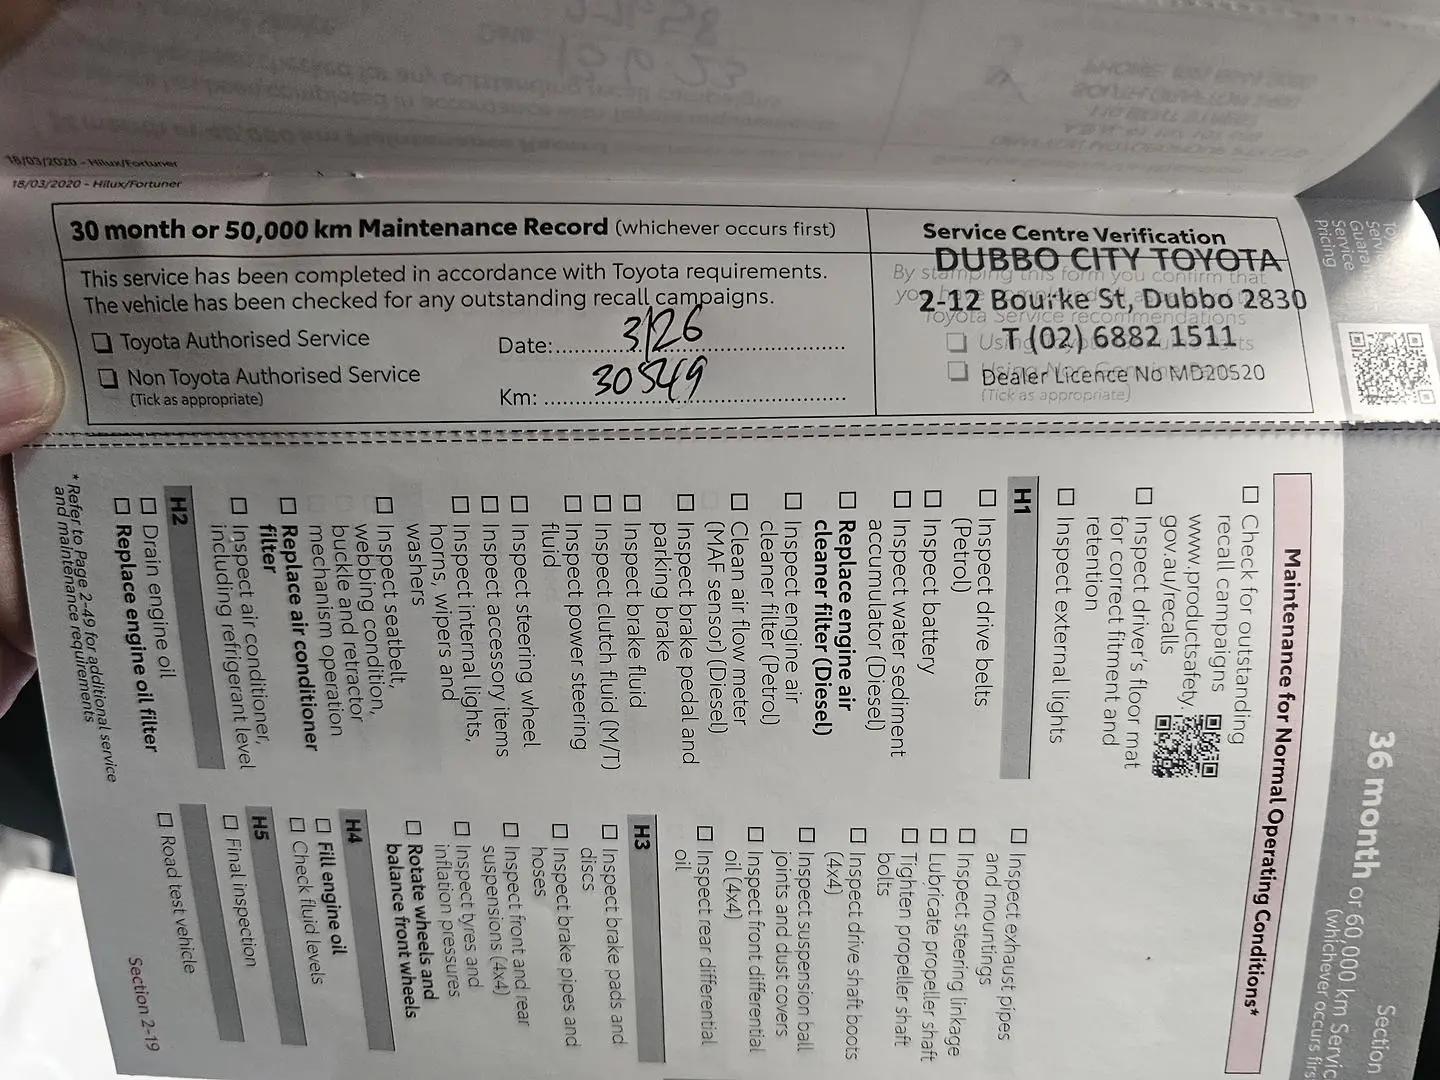 18/03/2020 - Hilux/Fortuner
18/03/2020 - Hilux/Fortuner
30 month or 50,000 km Maintenance Record (whichever occurs first)
This service has been completed in accordance with Toyota requirements.
The vehicle has been checked for any outstanding recall campaigns.
Toyota Authorised Service
Non Toyota Authorised Service
(Tick as appropriate)
Date: 3/26
Km: 30549
Service Centre Verification
DUBBO CITY TOYOTA
By stamping this form you confirm that
2-12 Bourke St, Dubbo 2830
Toyota Service recommendations
T (02) 6882 1511
Dealer Licence No MD20520
(Tick as appropriate)
Service
Pricing
36 month or 60,000 km
(whichever occurs
Section
Maintenance for Normal Operating Conditions*
Check for outstanding
recall campaigns
www.productsafety.
gov.au/recalls
Inspect driver's floor mat
for correct fitment and
retention
Inspect external lights
H1
Inspect drive belts
(Petrol)
Inspect battery
Inspect water sediment
accumulator (Diesel)
Replace engine air
cleaner filter (Diesel)
Inspect engine air
cleaner filter (Petrol)
Clean air flow meter
(MAF sensor) (Diesel)
Inspect brake pedal and
parking brake
Inspect brake fluid
Inspect clutch fluid (M/T)
Inspect power steering
fluid
Inspect steering wheel
Inspect accessory items
Inspect internal lights,
horns, wipers and
washers
Inspect seatbelt,
webbing condition,
buckle and retractor
mechanism operation
Replace air conditioner
filter
Inspect air conditioner,
including refrigerant level
H2
Drain engine oil
Replace engine oil filter
Inspect exhaust pipes
and mountings
Inspect steering linkage
Lubricate propeller shaft
Tighten propeller shaft
bolts
Inspect drive shaft boots
(4x4)
Inspect suspension ball
joints and dust covers
Inspect front differential
oil (4x4)
Inspect rear differential
oil
H3
Inspect brake pads and
discs
Inspect brake pipes and
hoses
Inspect front and rear
suspensions (4x4)
Inspect tyres and
inflation pressures
Rotate wheels and
balance front wheels
H4
Fill engine oil
Check fluid levels
H5
Final inspection
Road test vehicle
* Refer to Page 2-49 for additional service
and maintenance requirements
Section 2-19